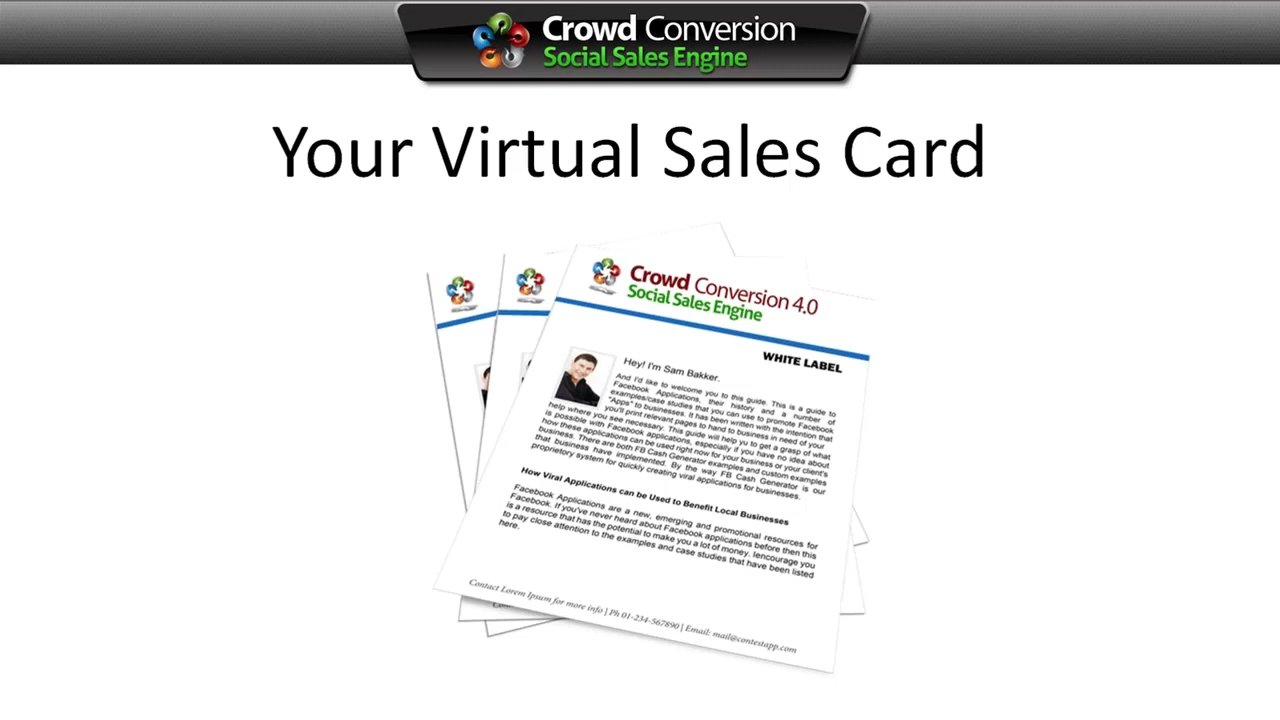 Crowd Conversion
Social Sales Engine
Your Virtual Sales Card
Crowd Conversion 4.0
Social Sales Engine
WHITE LABEL
Hey! I'm Sam Bakker.
And I'd like to welcome you to this guide. This is a guide to
Facebook Applications, their history and a number of
examples/case studies that you can use to promote Facebook
"Apps" to businesses. It has been written with the intention that
you'll print relevant pages to hand to business in need of your
help where you see necessary. This guide will help yu to get a grasp of what
is possible with Facebook applications, especially if you have no idea about
how these applications can be used right now for your business or your client's
business. There are both FB Cash Generator examples and custom examples
that business have implemented. By the way FB Cash Generator is our
proprietory system for quickly creating viral applications for businesses.
How Viral Applications can be Used to Benefit Local Businesses
Facebook Applications are a new, emerging and promotional resources for
Facebook. If you've never heard about Facebook applications before then this
is a resource that has the potential to make you a lot of money. Iencourage you
to pay close attention to the examples and case studies that have been listed
here.
Contact Lorem Ipsum for more info | Ph 01-234-567890 | Email: mail@contestapp.com